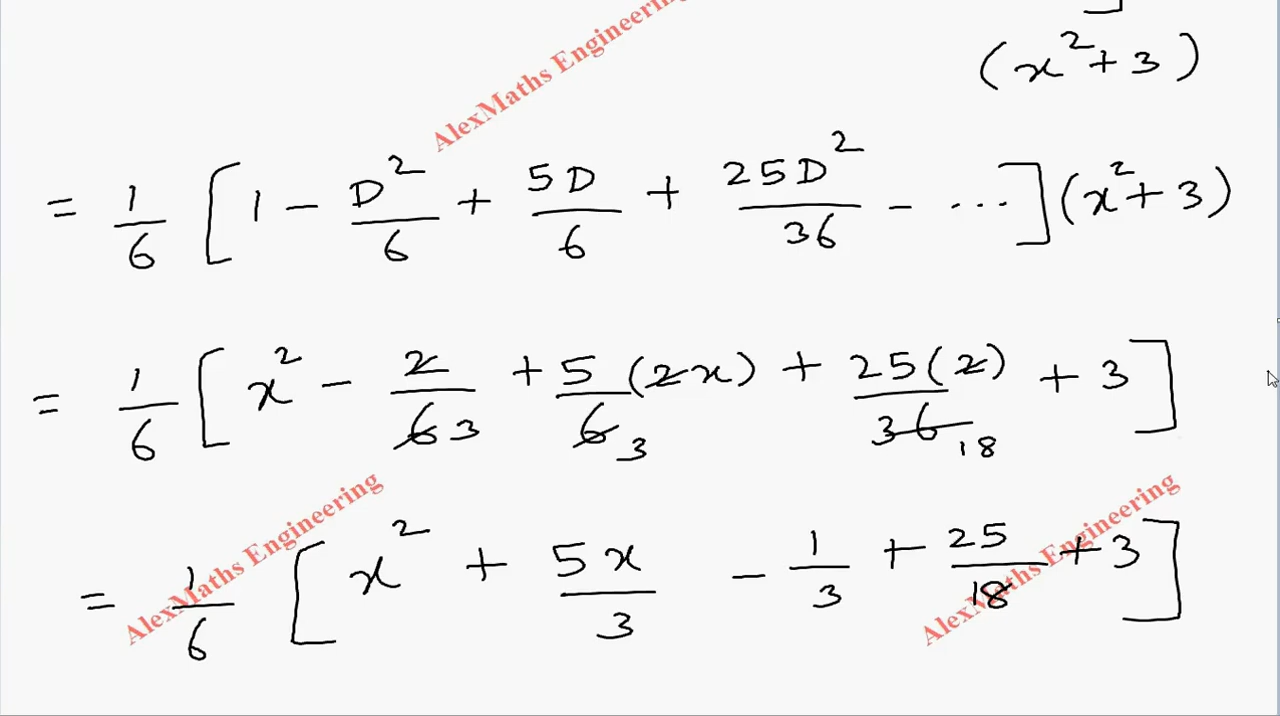 (x² + 3)
= 1/6 [ 1 - D²/6 + 5D/6 + 25D²/36 - ... ] (x² + 3)
= 1/6 [ x² - 2/6 3 + 5/6 3 (2x) + 25(2)/36 18 + 3 ]
= 1/6 [ x² + 5x/3 - 1/3 + 25/18 + 3 ]
AlexMaths Engineering
AlexMaths Engineering
AlexMaths Engineering